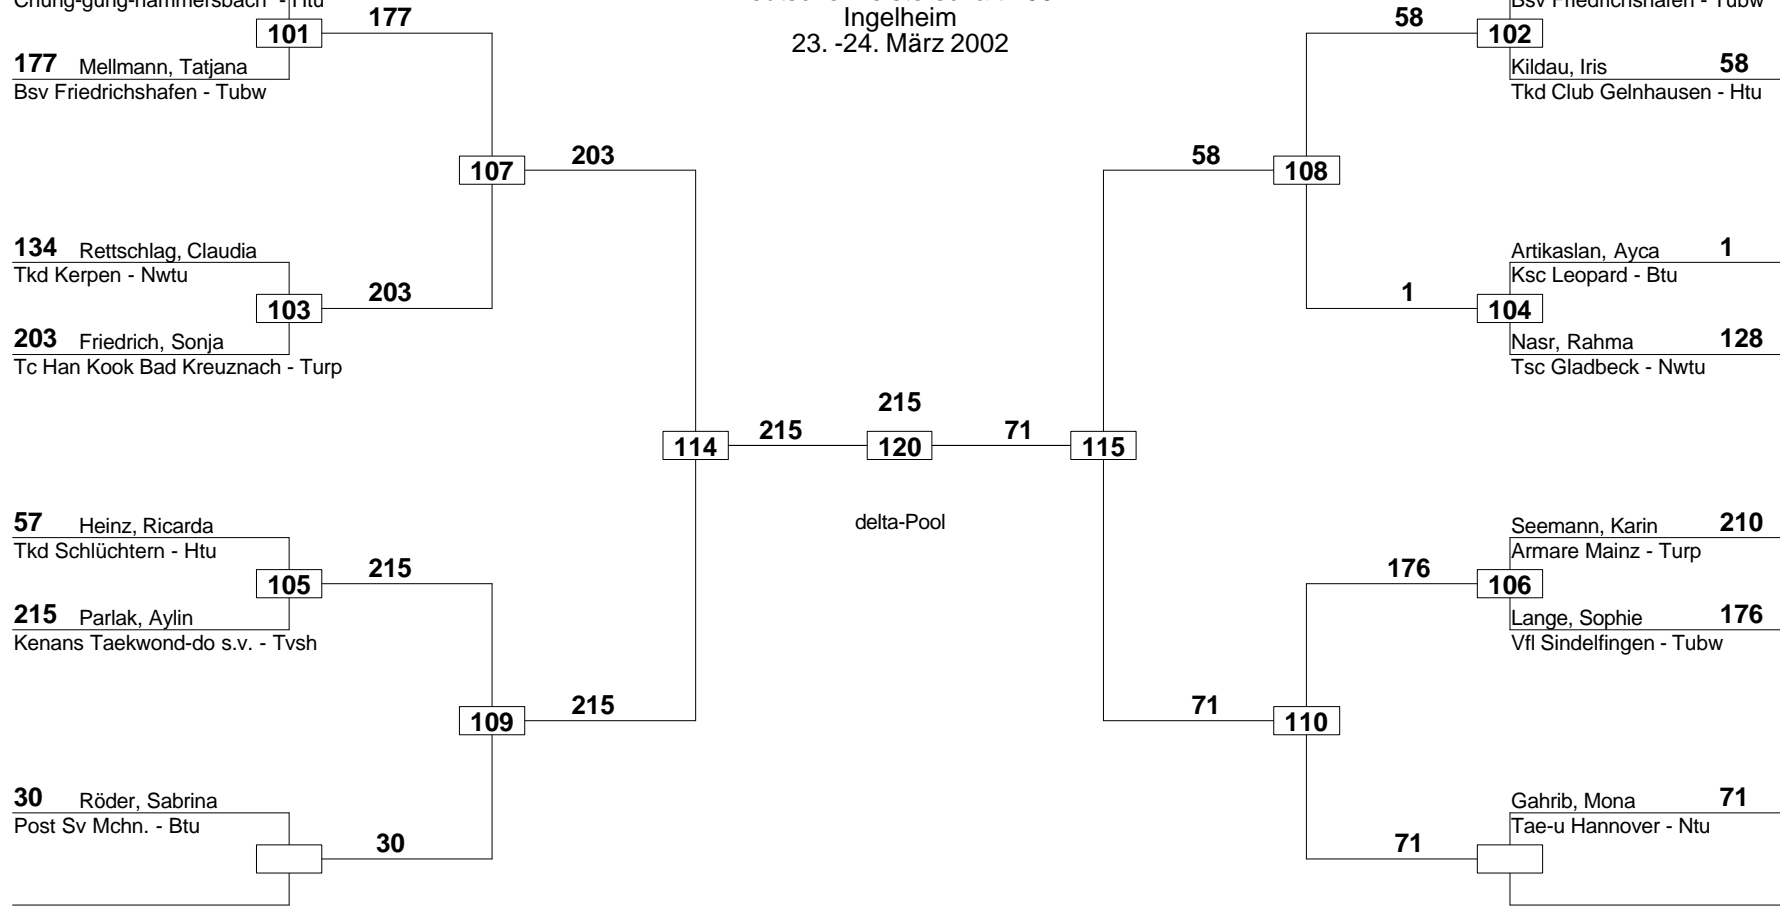 Chung-gung-hammersbach - Htu
Ingelheim
23. -24. März 2002
Bsv Friedrichshafen - Tubw
177
101
58
102
177 Mellmann, Tatjana
Bsv Friedrichshafen - Tubw
Kildau, Iris 58
Tkd Club Gelnhausen - Htu
107
203
58
108
134 Rettschlag, Claudia
Tkd Kerpen - Nwtu
Artikaslan, Ayca 1
Ksc Leopard - Btu
103
203
1
104
203 Friedrich, Sonja
Tc Han Kook Bad Kreuznach - Turp
Nasr, Rahma 128
Tsc Gladbeck - Nwtu
215
114
215
120
71
115
delta-Pool
57 Heinz, Ricarda
Tkd Schlüchtern - Htu
Seemann, Karin 210
Armare Mainz - Turp
105
215
176
106
215 Parlak, Aylin
Kenans Taekwond-do s.v. - Tvsh
Lange, Sophie 176
Vfl Sindelfingen - Tubw
109
215
71
110
30 Röder, Sabrina
Post Sv Mchn. - Btu
Gahrib, Mona 71
Tae-u Hannover - Ntu
30
71